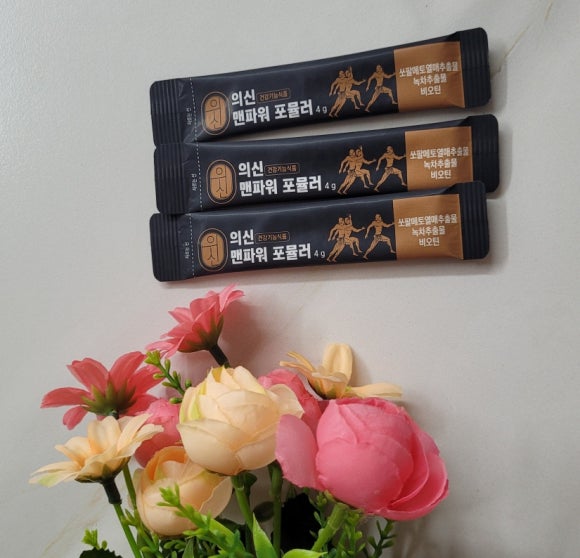 의신
건강기능식품
맨파워 포뮬러 4g
쏘팔메토열매추출물
녹차추출물
비오틴
의신
건강기능식품
맨파워 포뮬러 4g
쏘팔메토열매추출물
녹차추출물
비오틴
의신
건강기능식품
맨파워 포뮬러 4g
쏘팔메토열매추출물
녹차추출물
비오틴